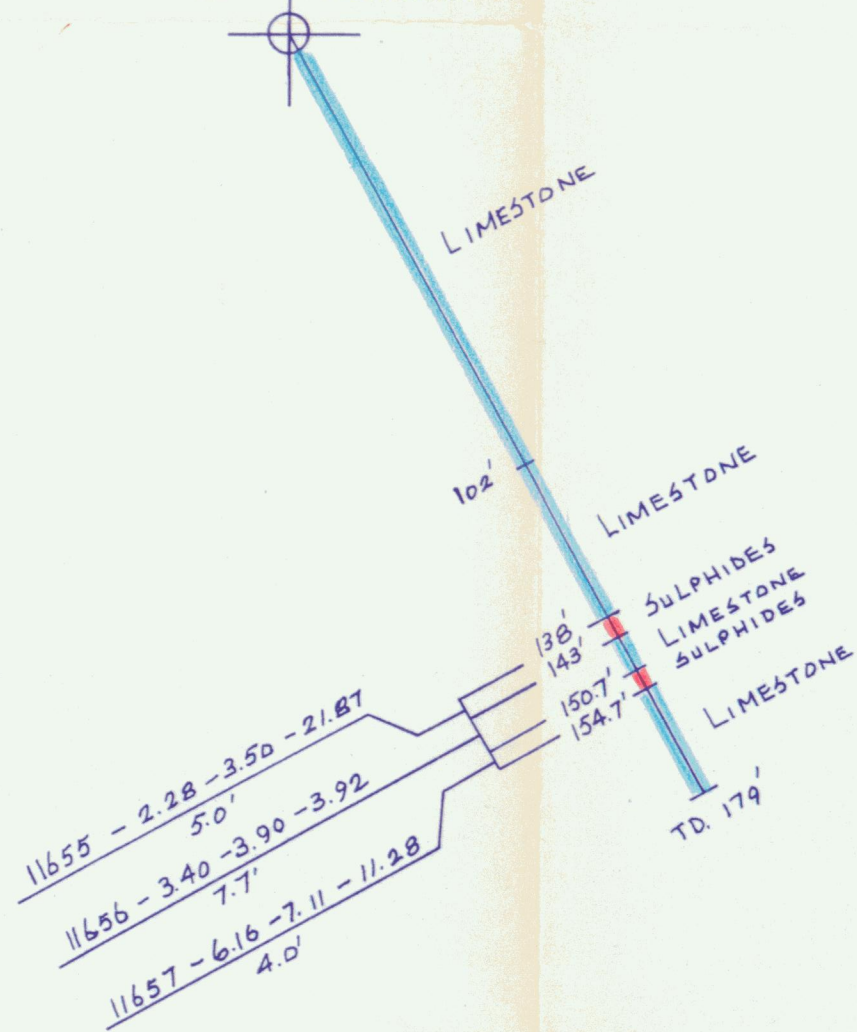 LIMESTONE
102'
LIMESTONE
SULPHIDES
138'
LIMESTONE
143'
SULPHIDES
150.7'
154.7'
LIMESTONE
T.D. 179'
11655 - 2.28 - 3.50 - 21.87
5.0'
11656 - 3.40 - 3.90 - 3.92
7.7'
11657 - 6.16 - 7.11 - 11.28
4.0'